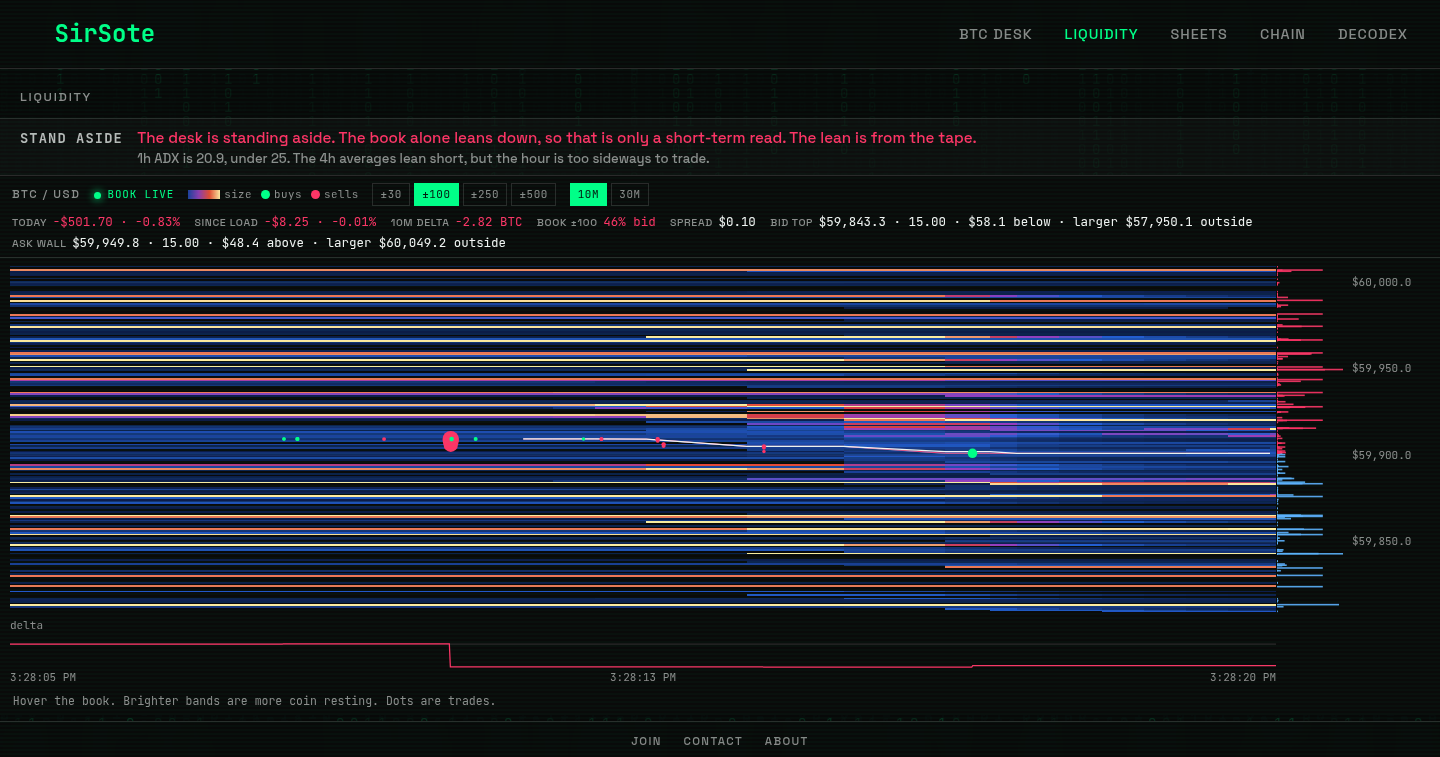 SirSote
BTC DESK LIQUIDITY SHEETS CHAIN DECODEX
LIQUIDITY
STAND ASIDE The desk is standing aside. The book alone leans down, so that is only a short-term read. The lean is from the tape.
1h ADX is 20.9, under 25. The 4h averages lean short, but the hour is too sideways to trade.
BTC / USD BOOK LIVE size buys sells ±30 ±100 ±250 ±500 10M 30M
TODAY -$501.70 · -0.83% SINCE LOAD -$8.25 · -0.01% 10M DELTA -2.82 BTC BOOK ±100 46% bid SPREAD $0.10 BID TOP $59,843.3 · 15.00 · $58.1 below · larger $57,950.1 outside
ASK WALL $59,949.8 · 15.00 · $48.4 above · larger $60,049.2 outside
$60,000.0
$59,950.0
$59,900.0
$59,850.0
delta
3:28:05 PM 3:28:13 PM 3:28:20 PM
Hover the book. Brighter bands are more coin resting. Dots are trades.
JOIN CONTACT ABOUT